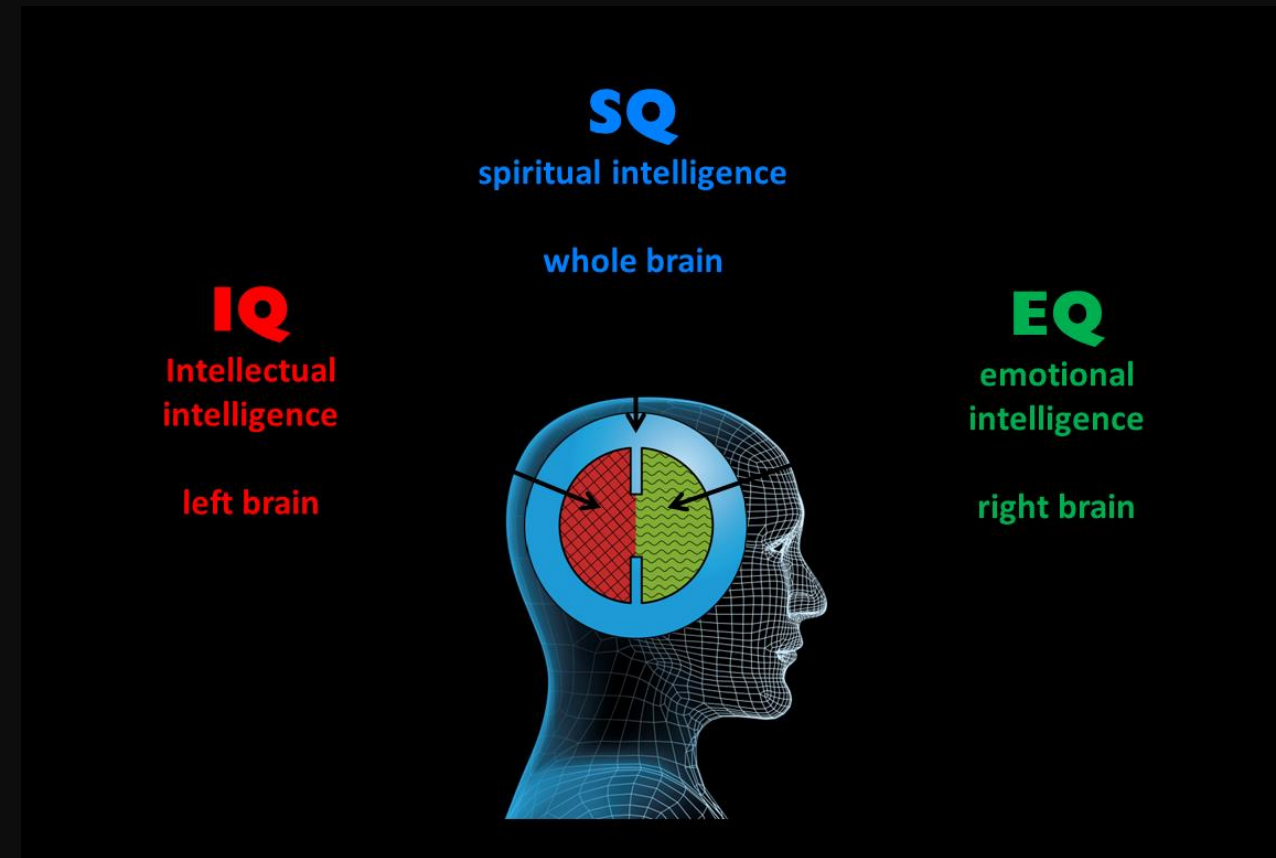 SQ
spiritual intelligence
whole brain
IQ
Intellectual
intelligence
left brain
EQ
emotional
intelligence
right brain